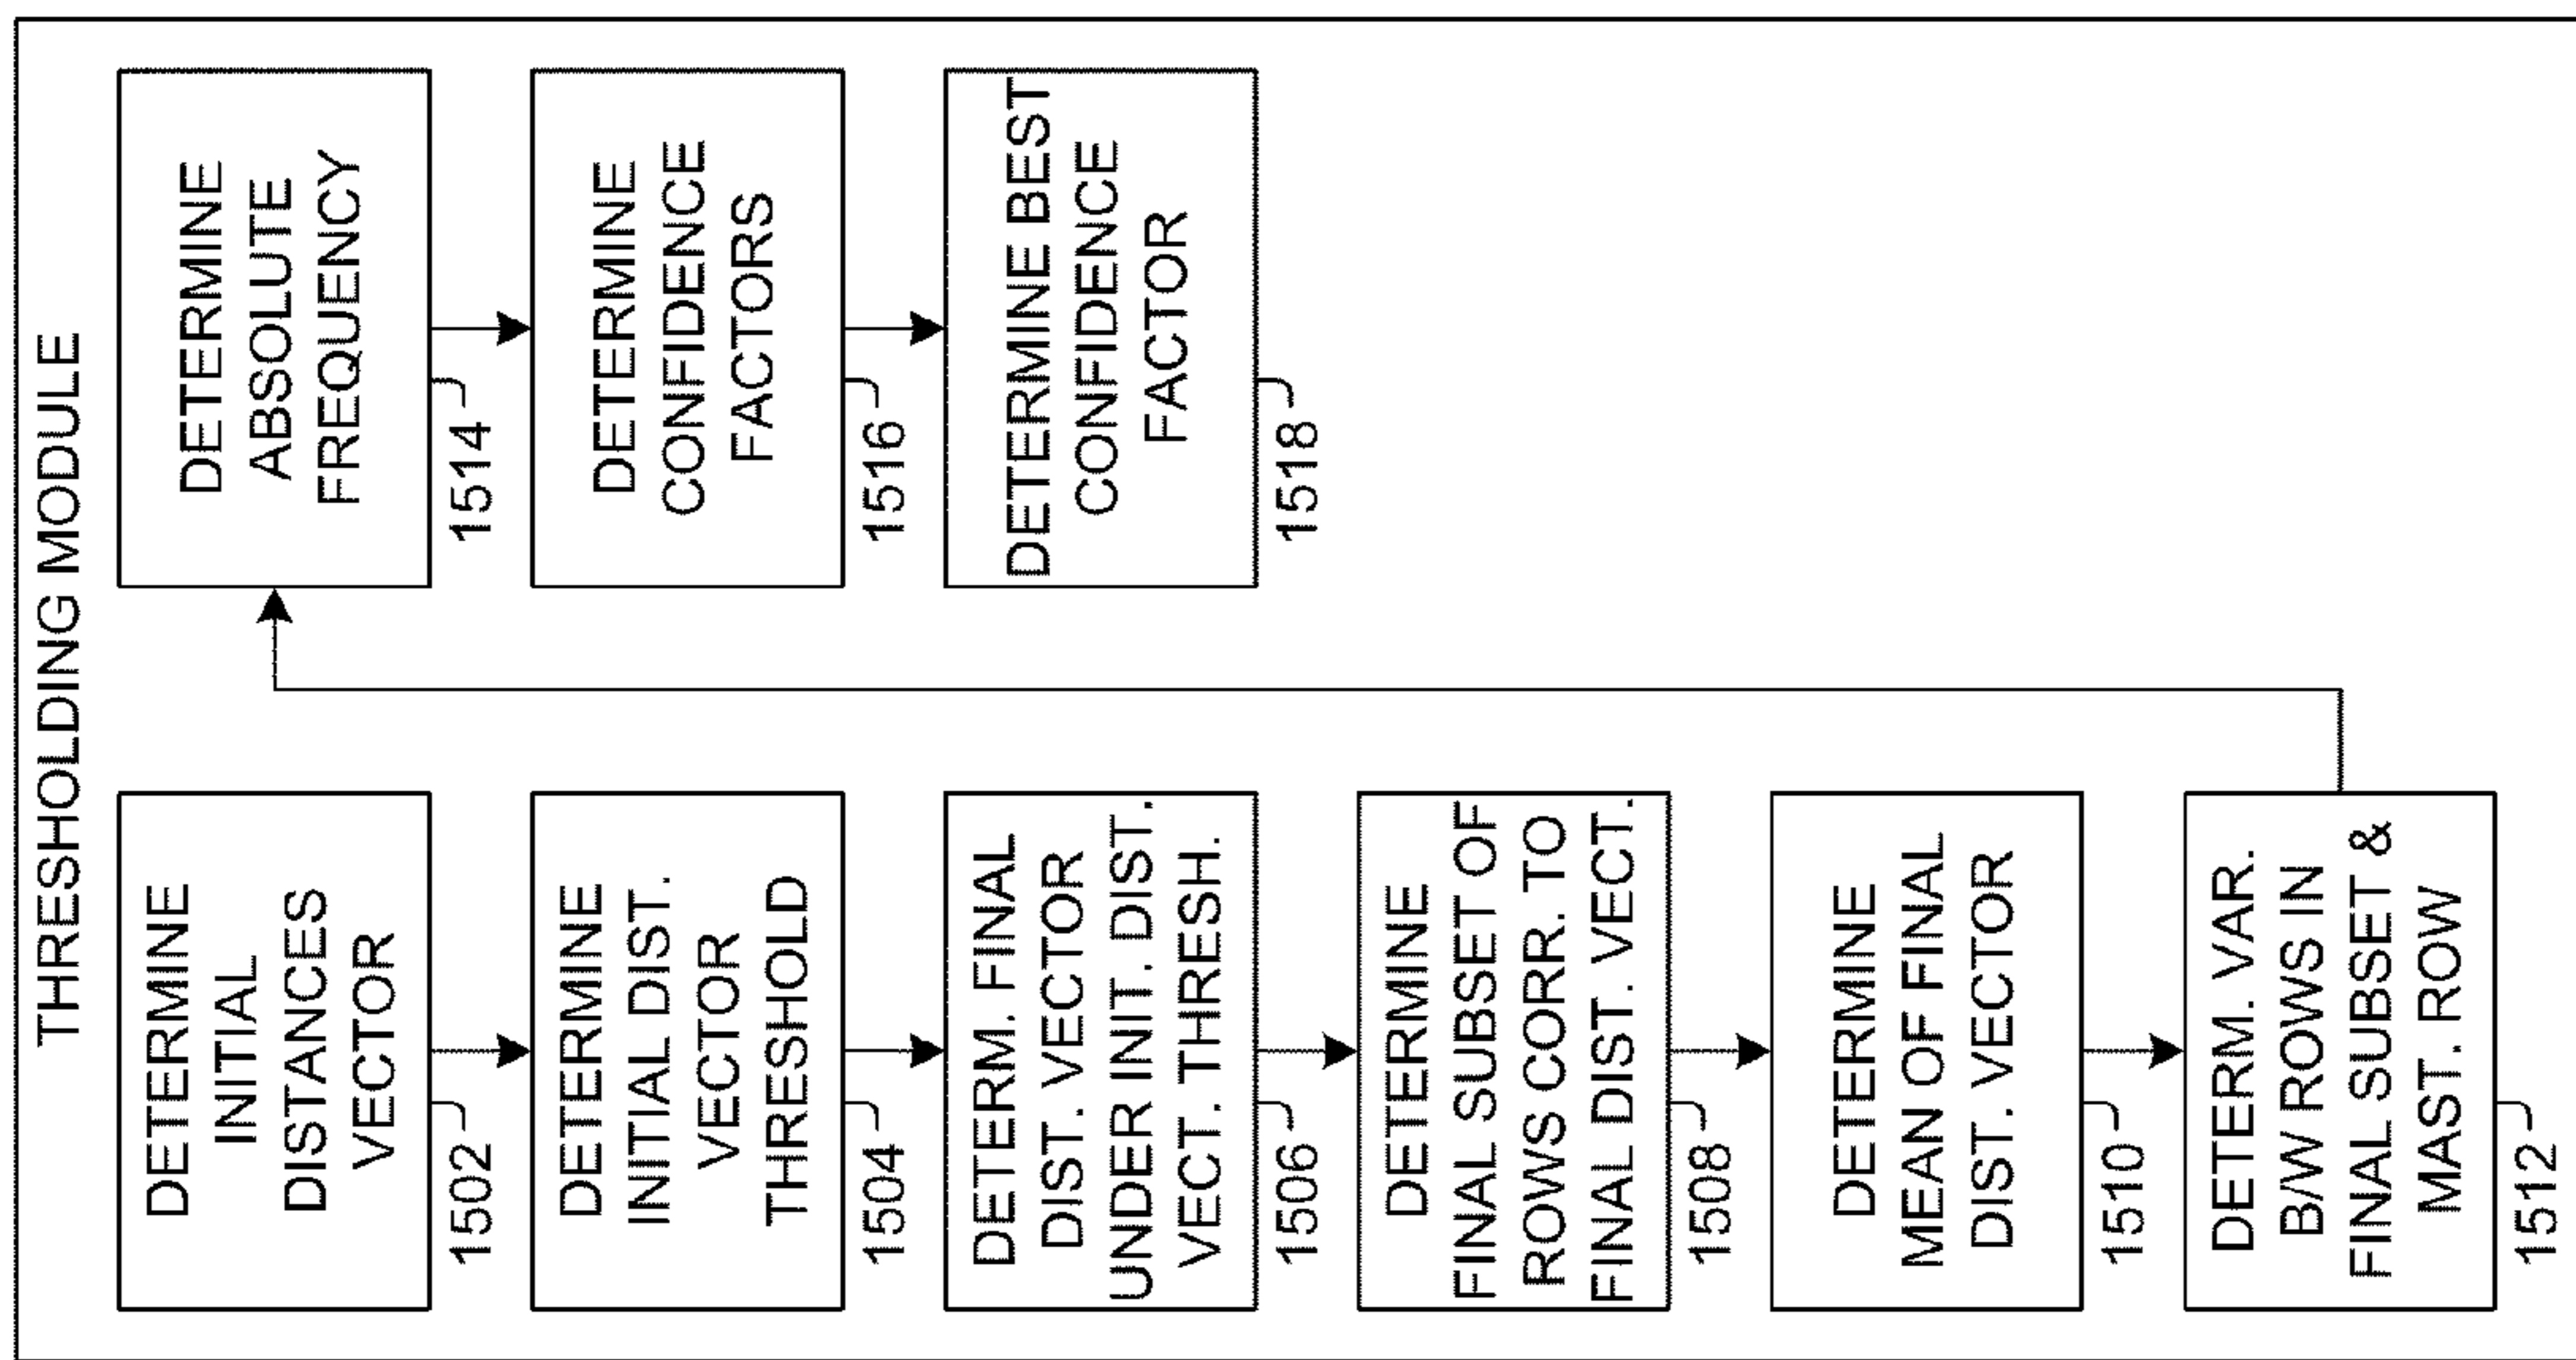 THRESHOLDING MODULE
DETERMINE
INITIAL
DISTANCES
VECTOR
1502
DETERMINE
INITIAL DIST.
VECTOR
THRESHOLD
1504
DETERM. FINAL
DIST. VECTOR
UNDER INIT. DIST.
VECT. THRESH.
1506
DETERMINE
FINAL SUBSET OF
ROWS CORR. TO
FINAL DIST. VECT.
1508
DETERMINE
MEAN OF FINAL
DIST. VECTOR
1510
DETERM. VAR.
B/W ROWS IN
FINAL SUBSET &
MAST. ROW
1512
DETERMINE
ABSOLUTE
FREQUENCY
1514
DETERMINE
CONFIDENCE
FACTORS
1516
DETERMINE BEST
CONFIDENCE
FACTOR
1518